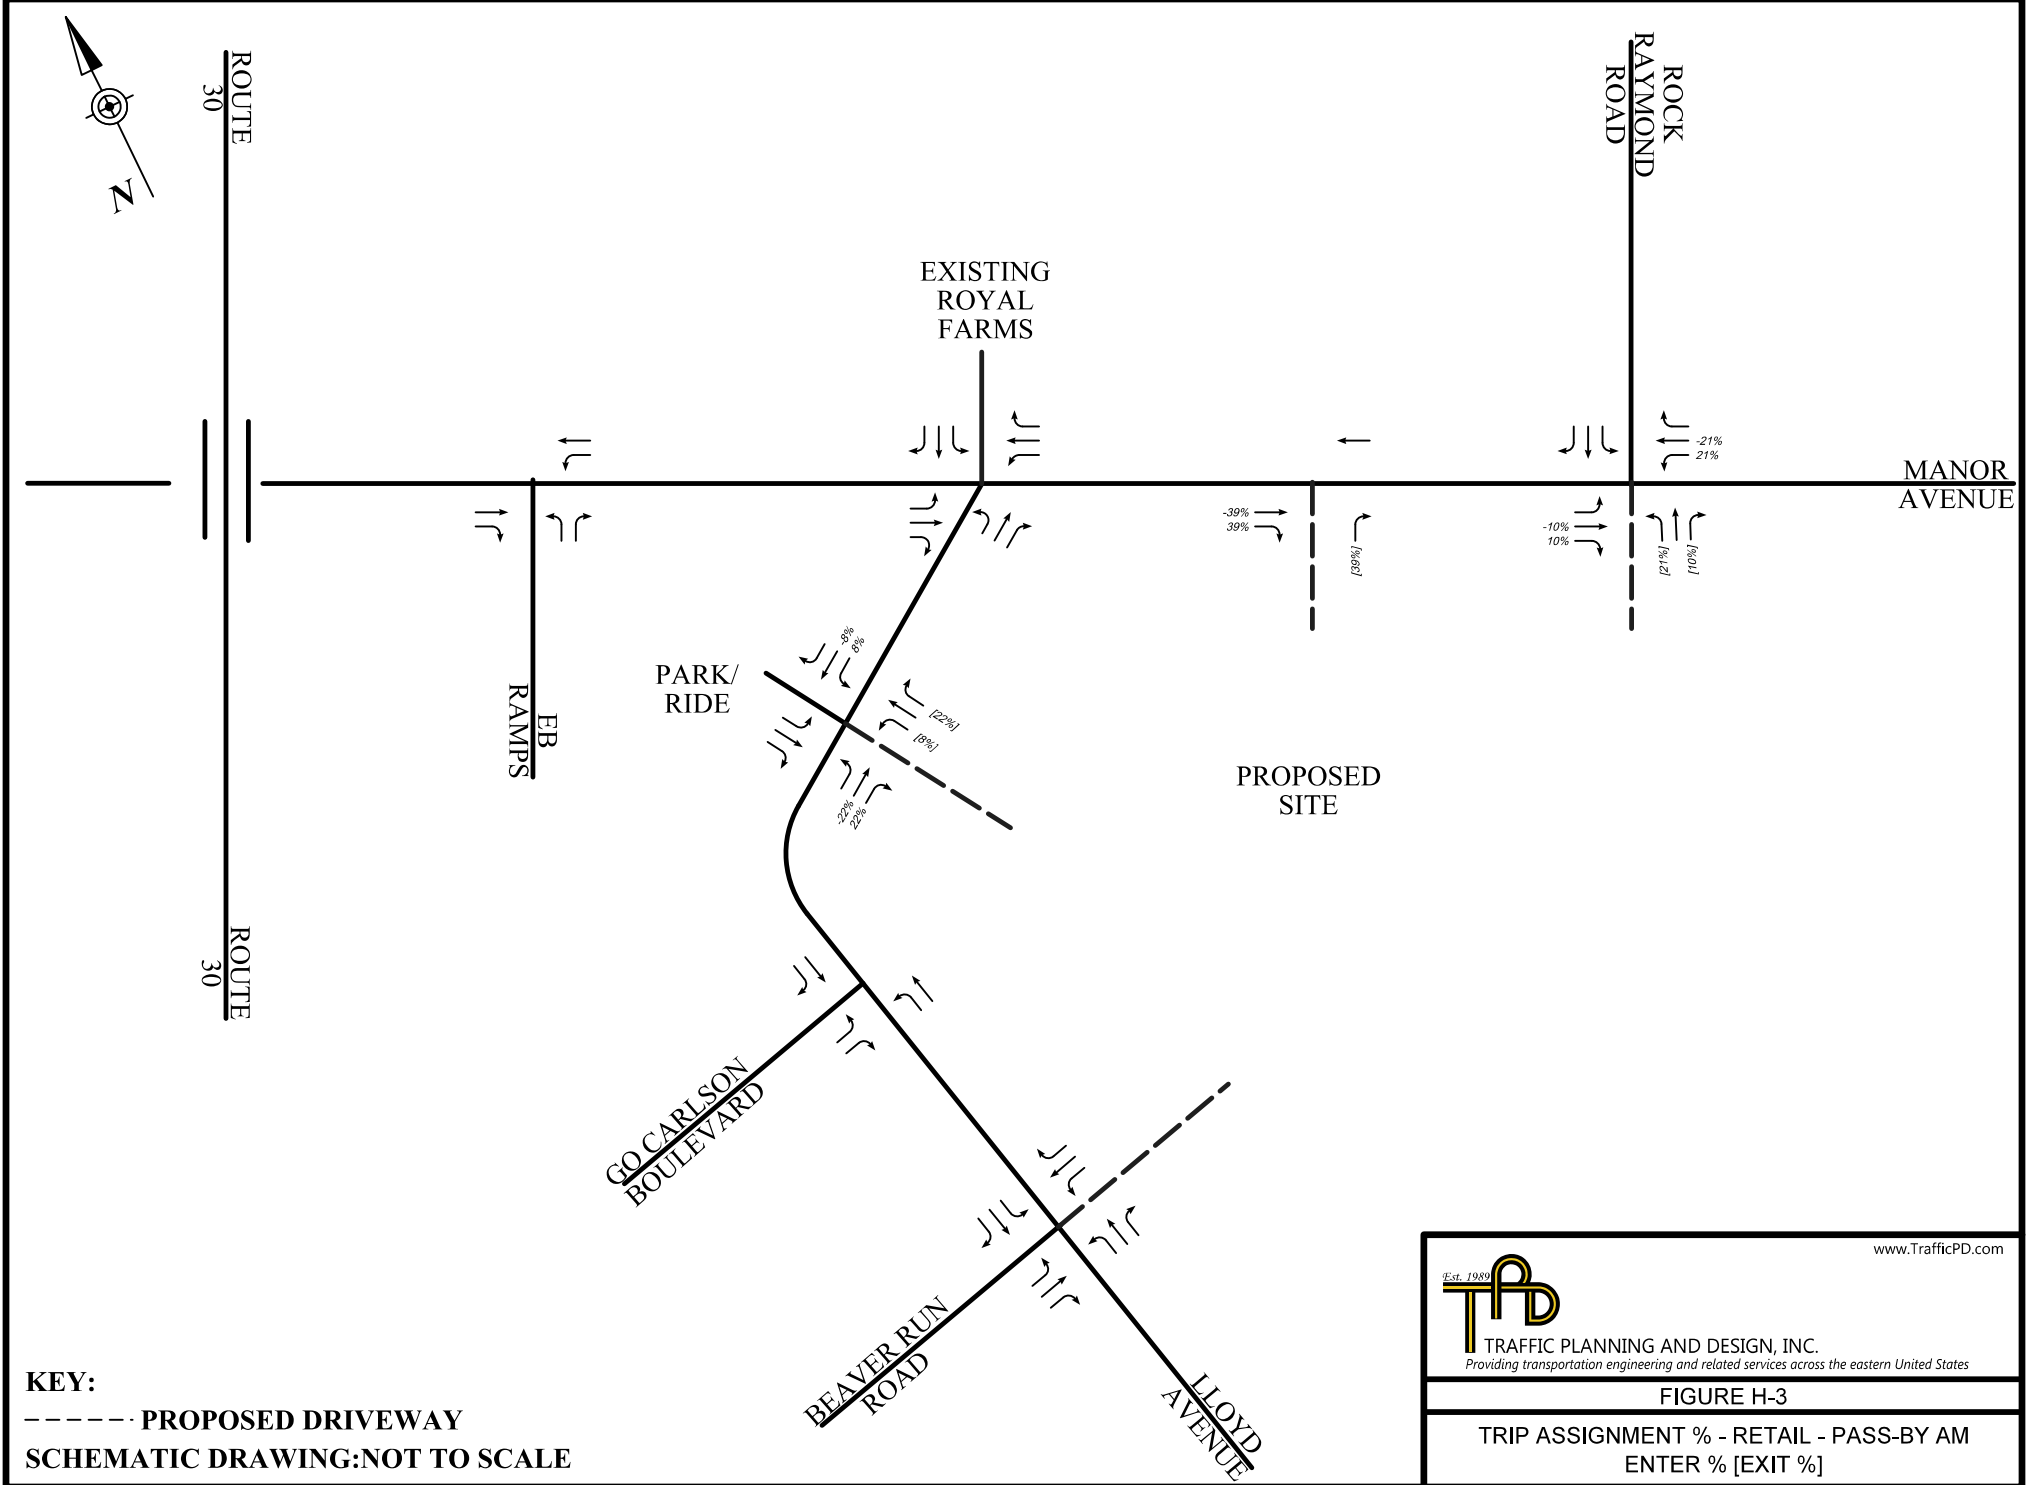 ROUTE
30
N
ROCK
RAYMOND
ROAD
EXISTING
ROYAL
FARMS
-21%
21%
MANOR
AVENUE
-39%
39%
[39%]
-10%
10%
[21%]
[10%]
-8%
8%
PARK/
RIDE
[22%]
[8%]
EB
RAMPS
-22%
22%
PROPOSED
SITE
ROUTE
30
GO CARLSON
BOULEVARD
BEAVER RUN
ROAD
LLOYD
AVENUE
KEY:
------ PROPOSED DRIVEWAY
SCHEMATIC DRAWING:NOT TO SCALE
www.TrafficPD.com
Est. 1989
TPD
TRAFFIC PLANNING AND DESIGN, INC.
Providing transportation engineering and related services across the eastern United States
FIGURE H-3
TRIP ASSIGNMENT % - RETAIL - PASS-BY AM
ENTER % [EXIT %]